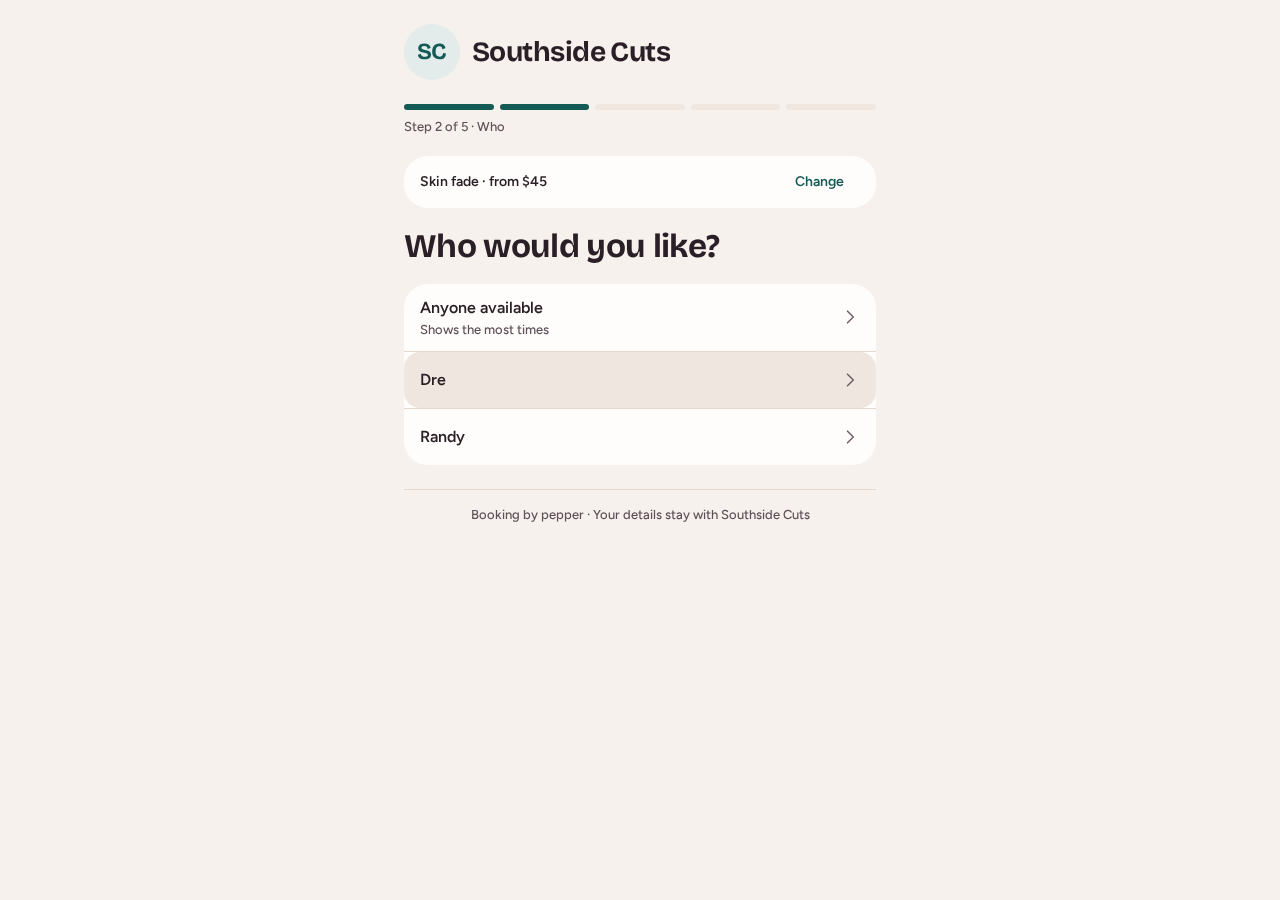 SC
Southside Cuts
Step 2 of 5 · Who
Skin fade · from $45
Change
Who would you like?
Anyone available
Shows the most times
Dre
Randy
Booking by pepper · Your details stay with Southside Cuts